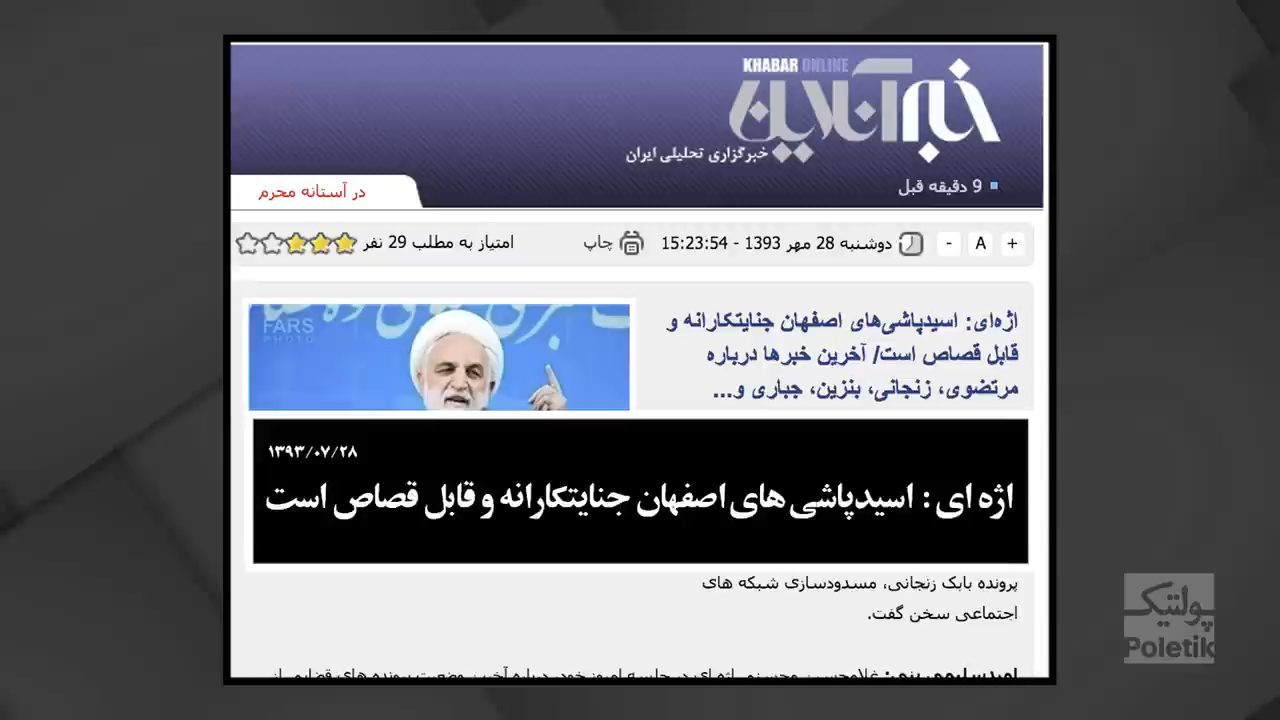 KHABAR ONLINE
خبرآنلاین
خبرگزاری تحلیلی ایران
9 دقیقه قبل
در آستانه محرم
+ A - دوشنبه 28 مهر 1393 - 15:23:54 چاپ امتیاز به مطلب 29 نفر
FARS
PHOTO
اژه‌ای: اسیدپاشی‌های اصفهان جنایتکارانه و
قابل قصاص است/ آخرین خبرها درباره
مرتضوی، زنجانی، بنزین، جباری و...
۱۳۹۳/۰۷/۲۸
اژه ای : اسیدپاشی های اصفهان جنایتکارانه و قابل قصاص است
پرونده بابک زنجانی، مسدودسازی شبکه های
اجتماعی سخن گفت.
پولتیک
Poletik